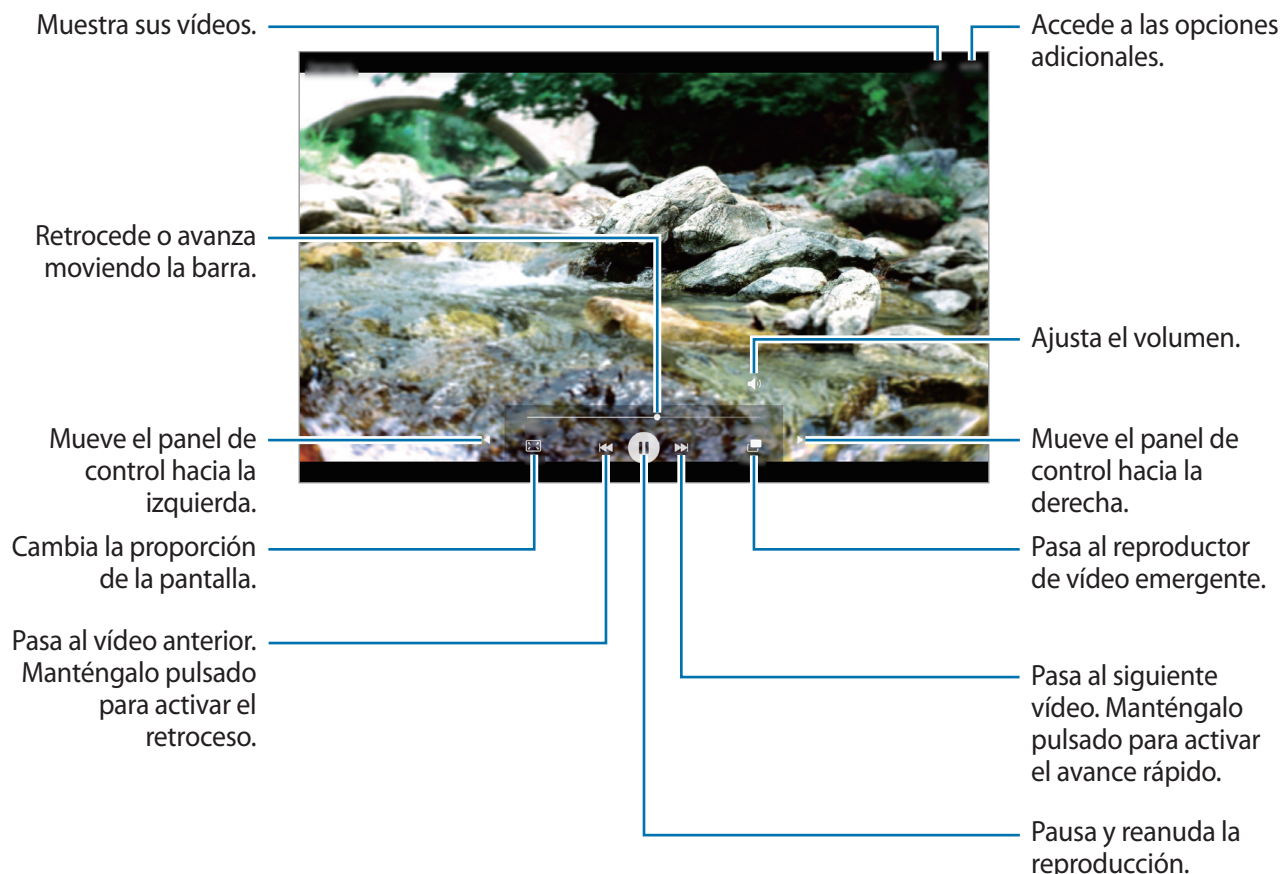 Muestra sus vídeos.
Accede a las opciones
adicionales.
Retrocede o avanza
moviendo la barra.
Ajusta el volumen.
Mueve el panel de
control hacia la
izquierda.
Mueve el panel de
control hacia la
derecha.
Cambia la proporción
de la pantalla.
Pasa al reproductor
de vídeo emergente.
Pasa al vídeo anterior.
Manténgalo pulsado
para activar el
retroceso.
Pasa al siguiente
vídeo. Manténgalo
pulsado para activar
el avance rápido.
Pausa y reanuda la
reproducción.